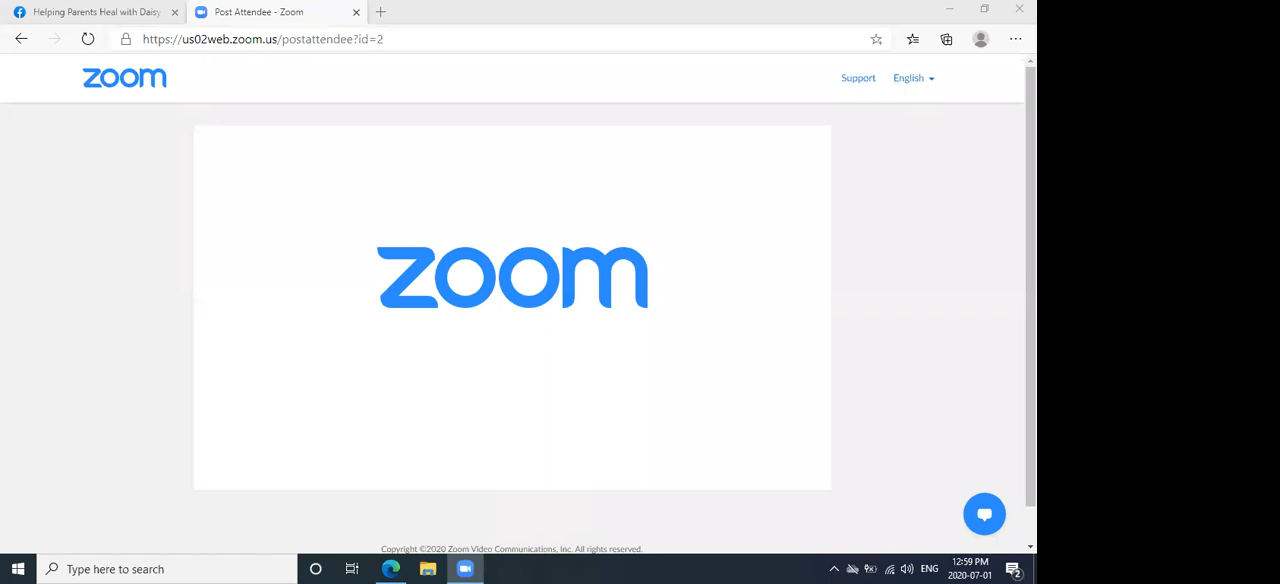 Helping Parents Heal with Daisy
Post Attendee - Zoom
https://us02web.zoom.us/postattendee?id=2
zoom
Support
English
zoom
Copyright ©2020 Zoom Video Communications, Inc. All rights reserved.
Type here to search
ENG
12:59 PM
2020-07-01
2